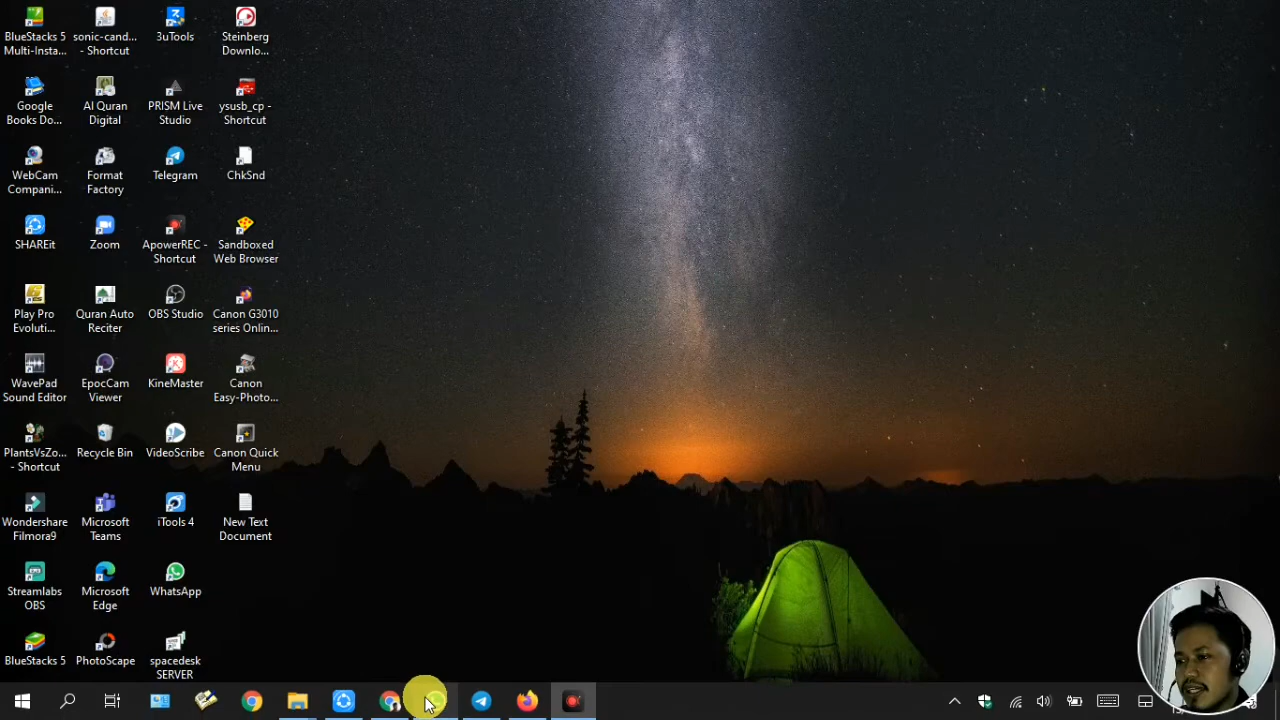 BlueStacks 5
Multi-Insta...
sonic-cand...
- Shortcut
3uTools
Steinberg
Downlo...
Google
Books Do...
Al Quran
Digital
PRISM Live
Studio
ysusb_cp -
Shortcut
WebCam
Compani...
Format
Factory
Telegram
ChkSnd
SHAREit
Zoom
ApowerREC -
Shortcut
Sandboxed
Web Browser
Play Pro
Evoluti...
Quran Auto
Reciter
OBS Studio
Canon G3010
series Onlin...
WavePad
Sound Editor
EpocCam
Viewer
KineMaster
Canon
Easy-Photo...
PlantsVsZo...
- Shortcut
Recycle Bin
VideoScribe
Canon Quick
Menu
Wondershare
Filmora9
Microsoft
Teams
iTools 4
New Text
Document
Streamlabs
OBS
Microsoft
Edge
WhatsApp
BlueStacks 5
PhotoScape
spacedesk
SERVER